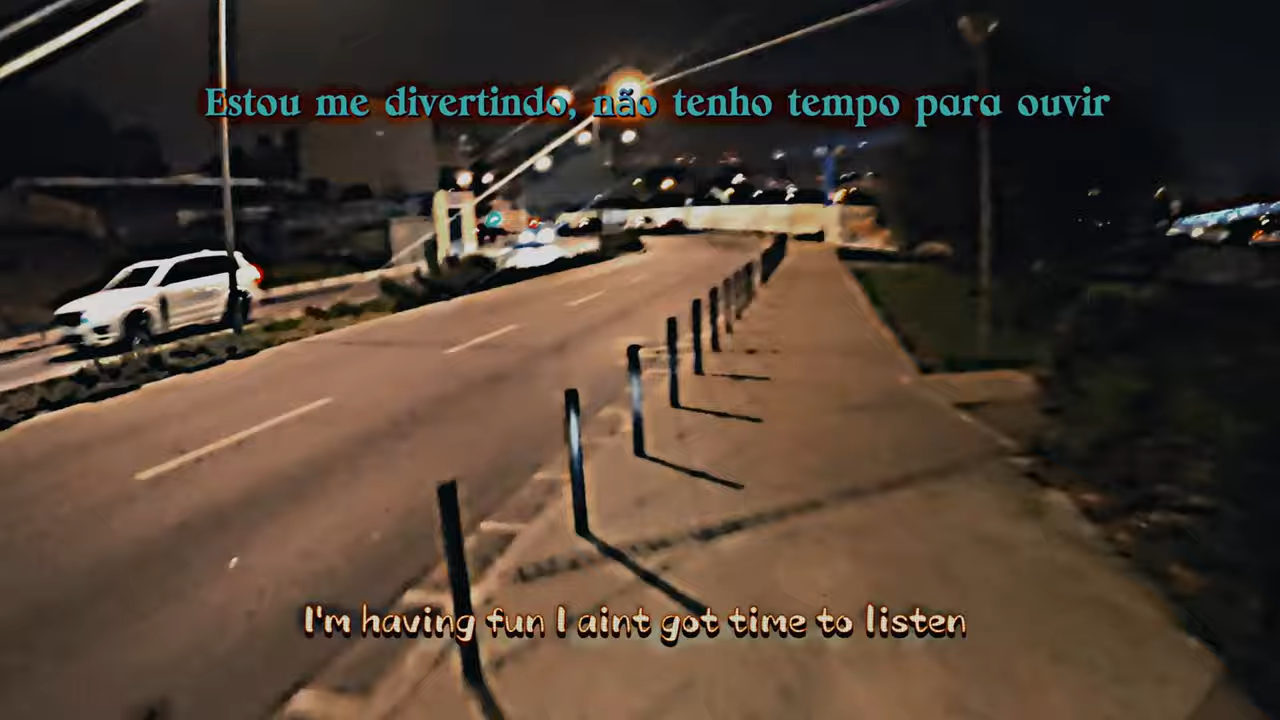 Estou me divertindo, não tenho tempo para ouvir
I'm having fun I aint got time to listen